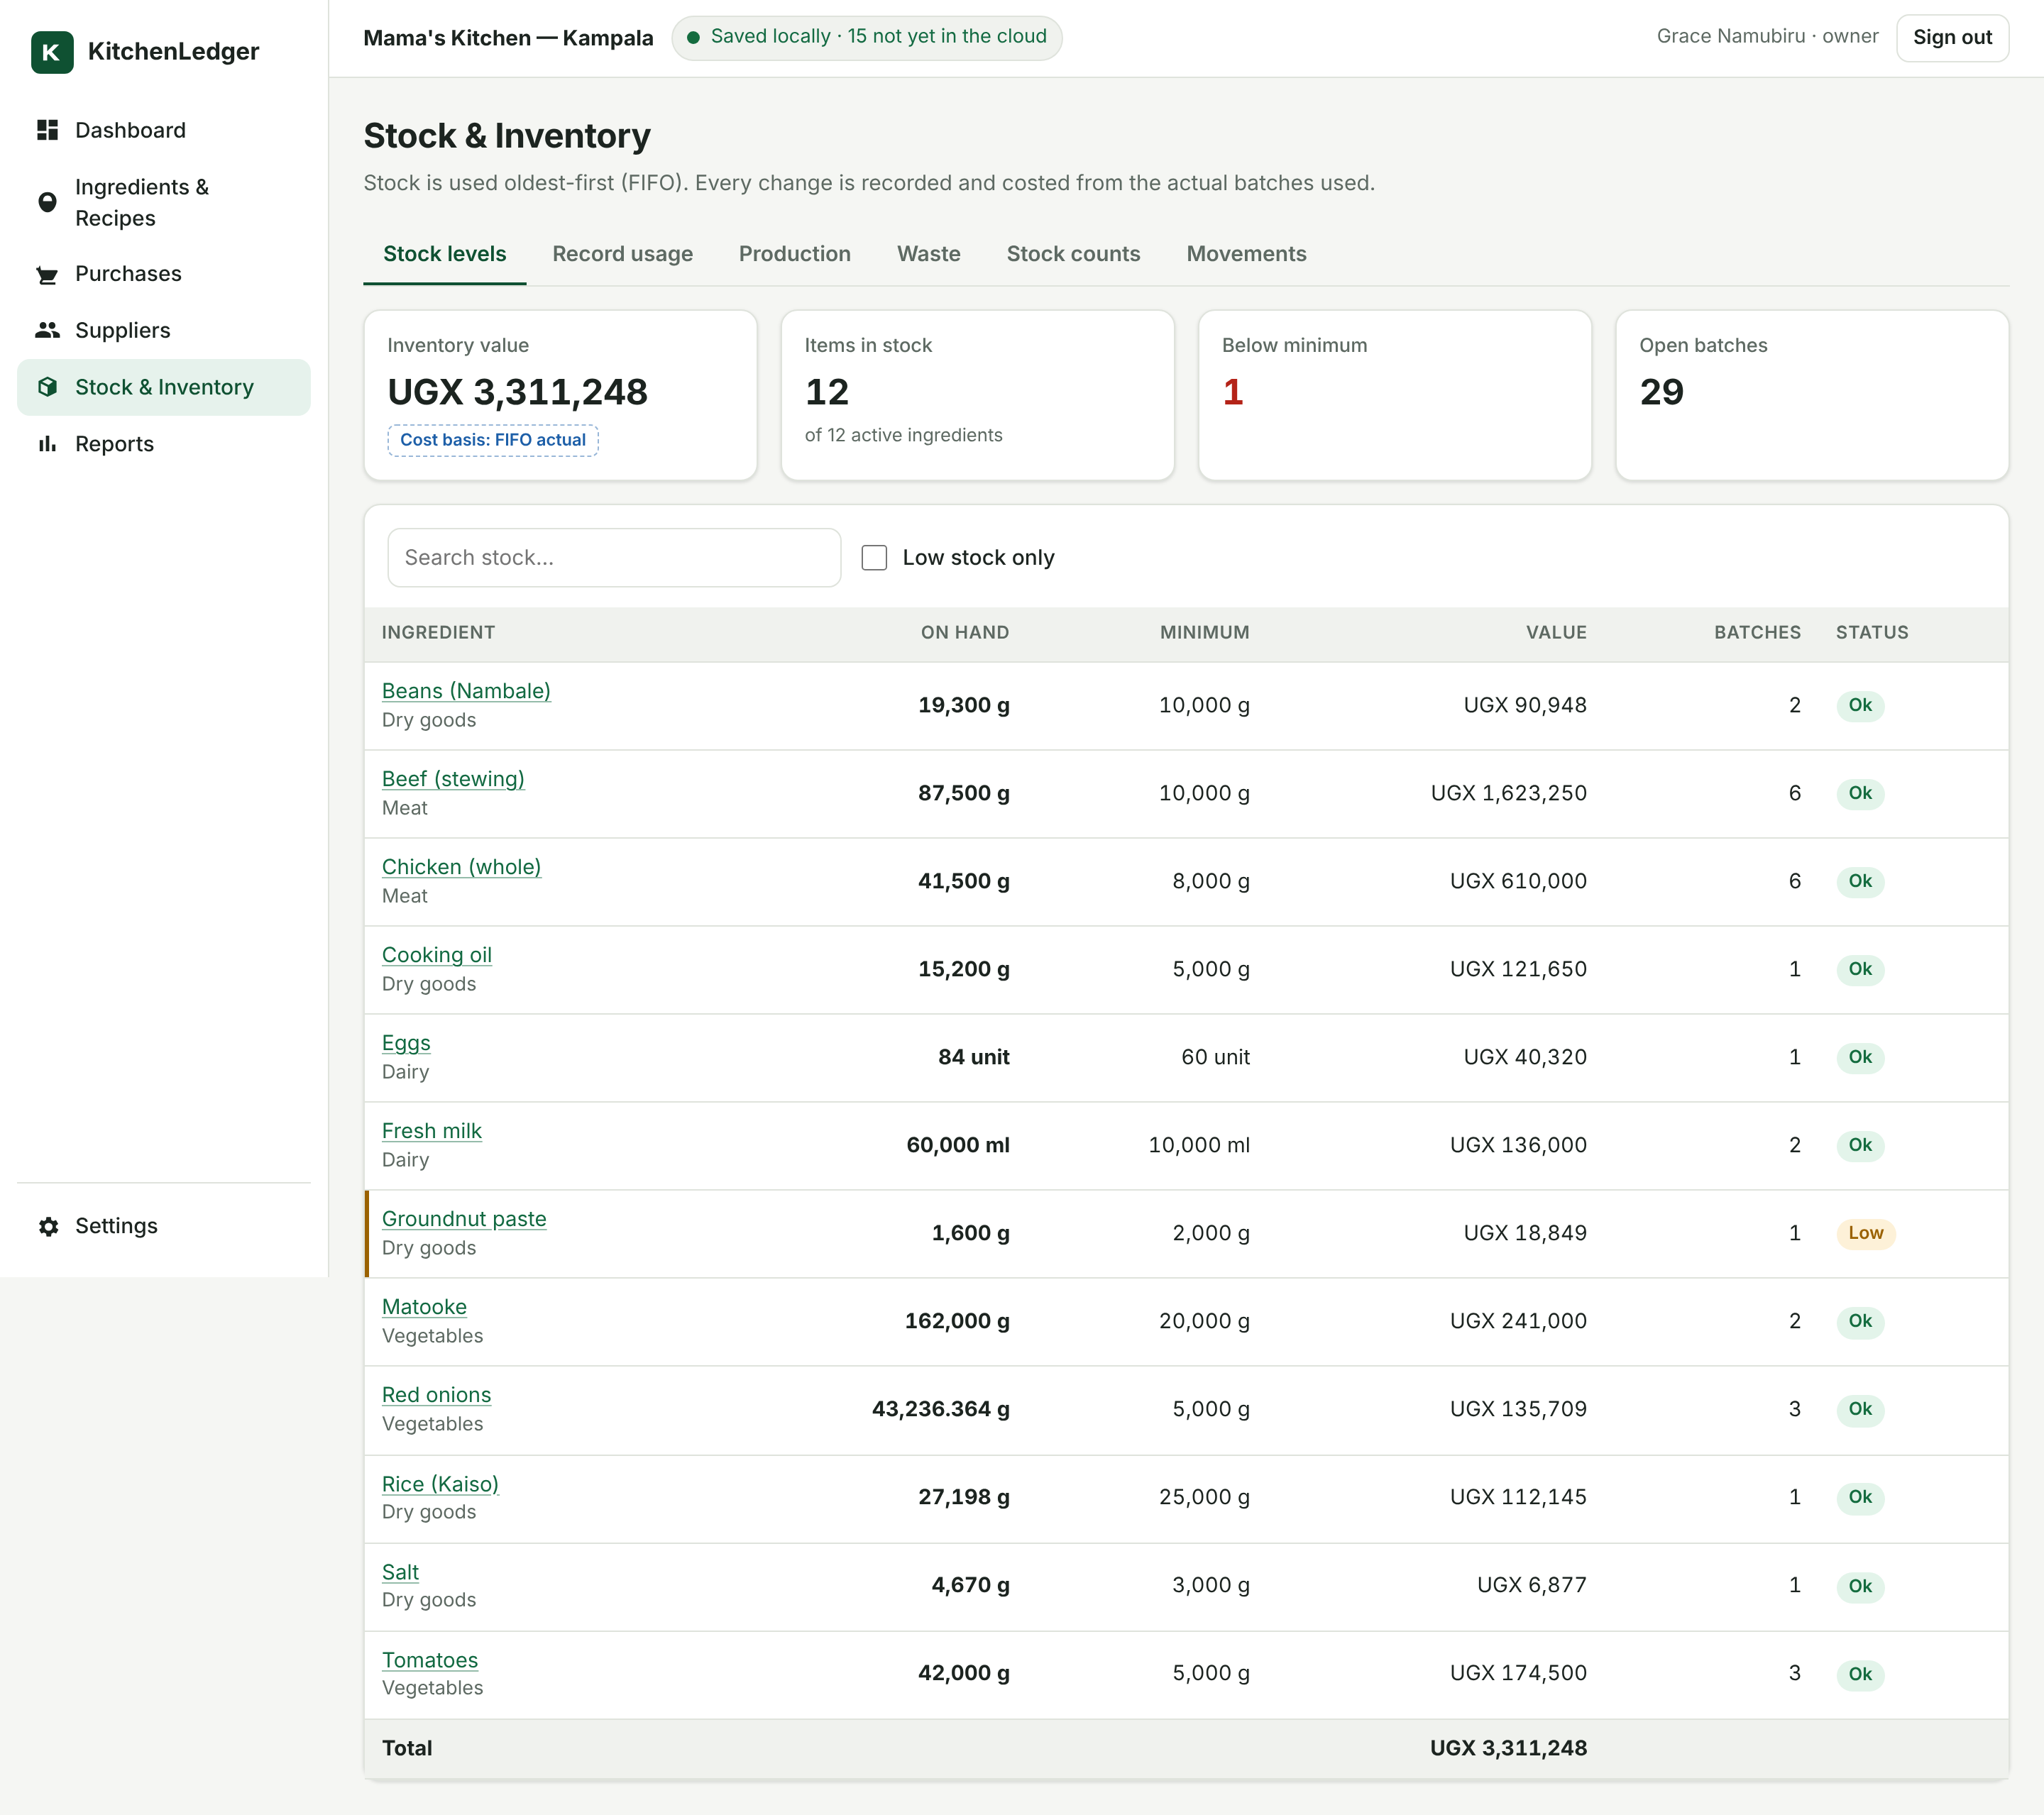 K KitchenLedger
Dashboard
Ingredients &
Recipes
Purchases
Suppliers
Stock & Inventory
Reports
Settings
Mama's Kitchen — Kampala Saved locally · 15 not yet in the cloud Grace Namubiru · owner Sign out
Stock & Inventory
Stock is used oldest-first (FIFO). Every change is recorded and costed from the actual batches used.
Stock levels Record usage Production Waste Stock counts Movements
Inventory value
UGX 3,311,248
Cost basis: FIFO actual
Items in stock
12
of 12 active ingredients
Below minimum
1
Open batches
29
Search stock... Low stock only
INGREDIENT ON HAND MINIMUM VALUE BATCHES STATUS
Beans (Nambale)
Dry goods
19,300 g 10,000 g UGX 90,948 2 Ok
Beef (stewing)
Meat
87,500 g 10,000 g UGX 1,623,250 6 Ok
Chicken (whole)
Meat
41,500 g 8,000 g UGX 610,000 6 Ok
Cooking oil
Dry goods
15,200 g 5,000 g UGX 121,650 1 Ok
Eggs
Dairy
84 unit 60 unit UGX 40,320 1 Ok
Fresh milk
Dairy
60,000 ml 10,000 ml UGX 136,000 2 Ok
Groundnut paste
Dry goods
1,600 g 2,000 g UGX 18,849 1 Low
Matooke
Vegetables
162,000 g 20,000 g UGX 241,000 2 Ok
Red onions
Vegetables
43,236.364 g 5,000 g UGX 135,709 3 Ok
Rice (Kaiso)
Dry goods
27,198 g 25,000 g UGX 112,145 1 Ok
Salt
Dry goods
4,670 g 3,000 g UGX 6,877 1 Ok
Tomatoes
Vegetables
42,000 g 5,000 g UGX 174,500 3 Ok
Total UGX 3,311,248